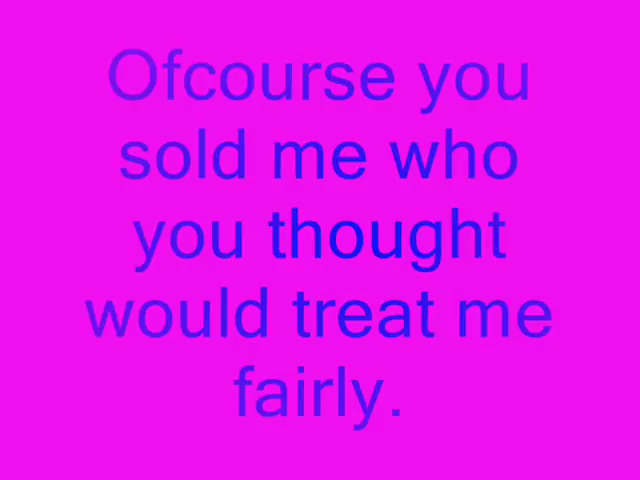 Ofcourse you
sold me who
you thought
would treat me
fairly.